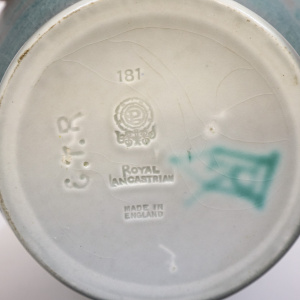 181
P
E.T.R
ROYAL
LANCASTRIAN
MADE IN
ENGLAND